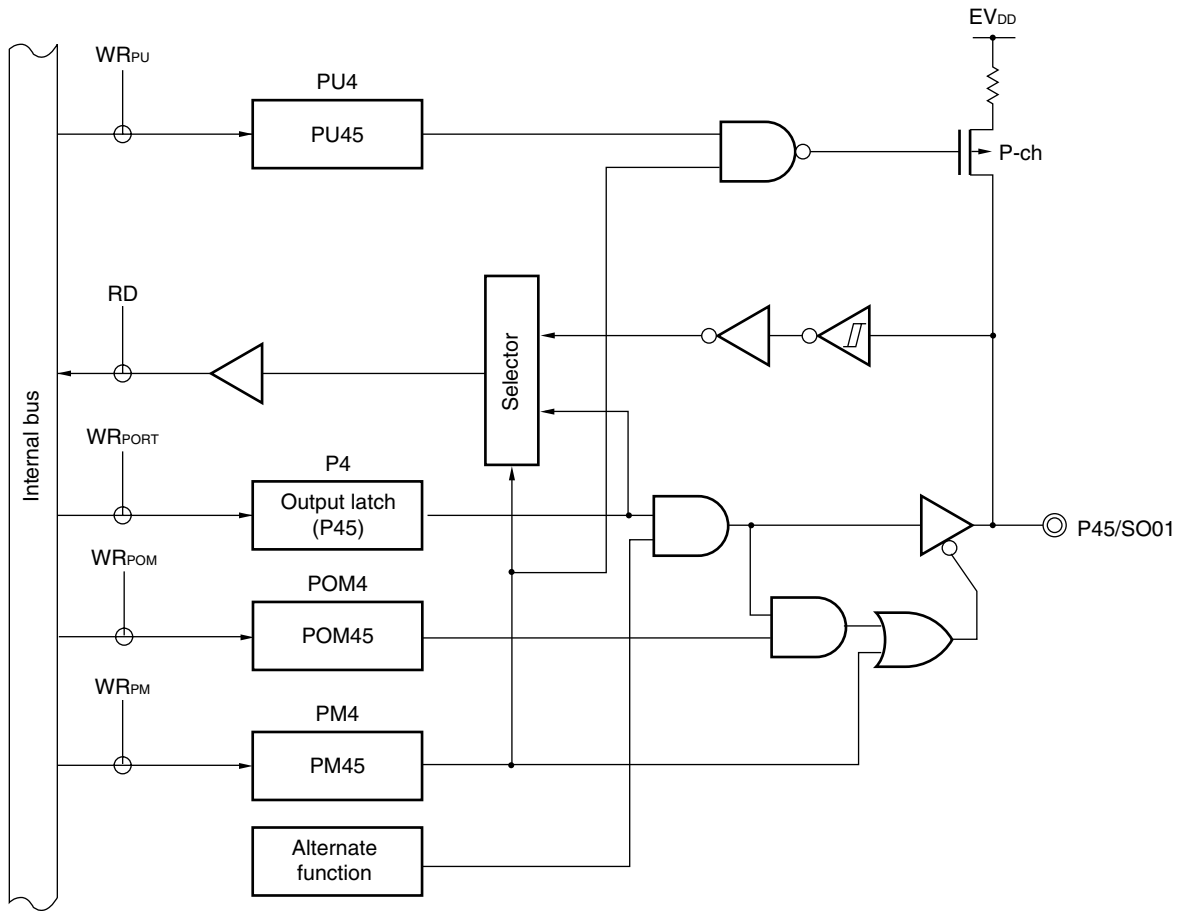 EVDD
WRPU
PU4
PU45
P-ch
RD
Selector
Internal bus
WRPORT
P4
Output latch
(P45)
P45/SO01
WRPOM
POM4
POM45
WRPM
PM4
PM45
Alternate
function